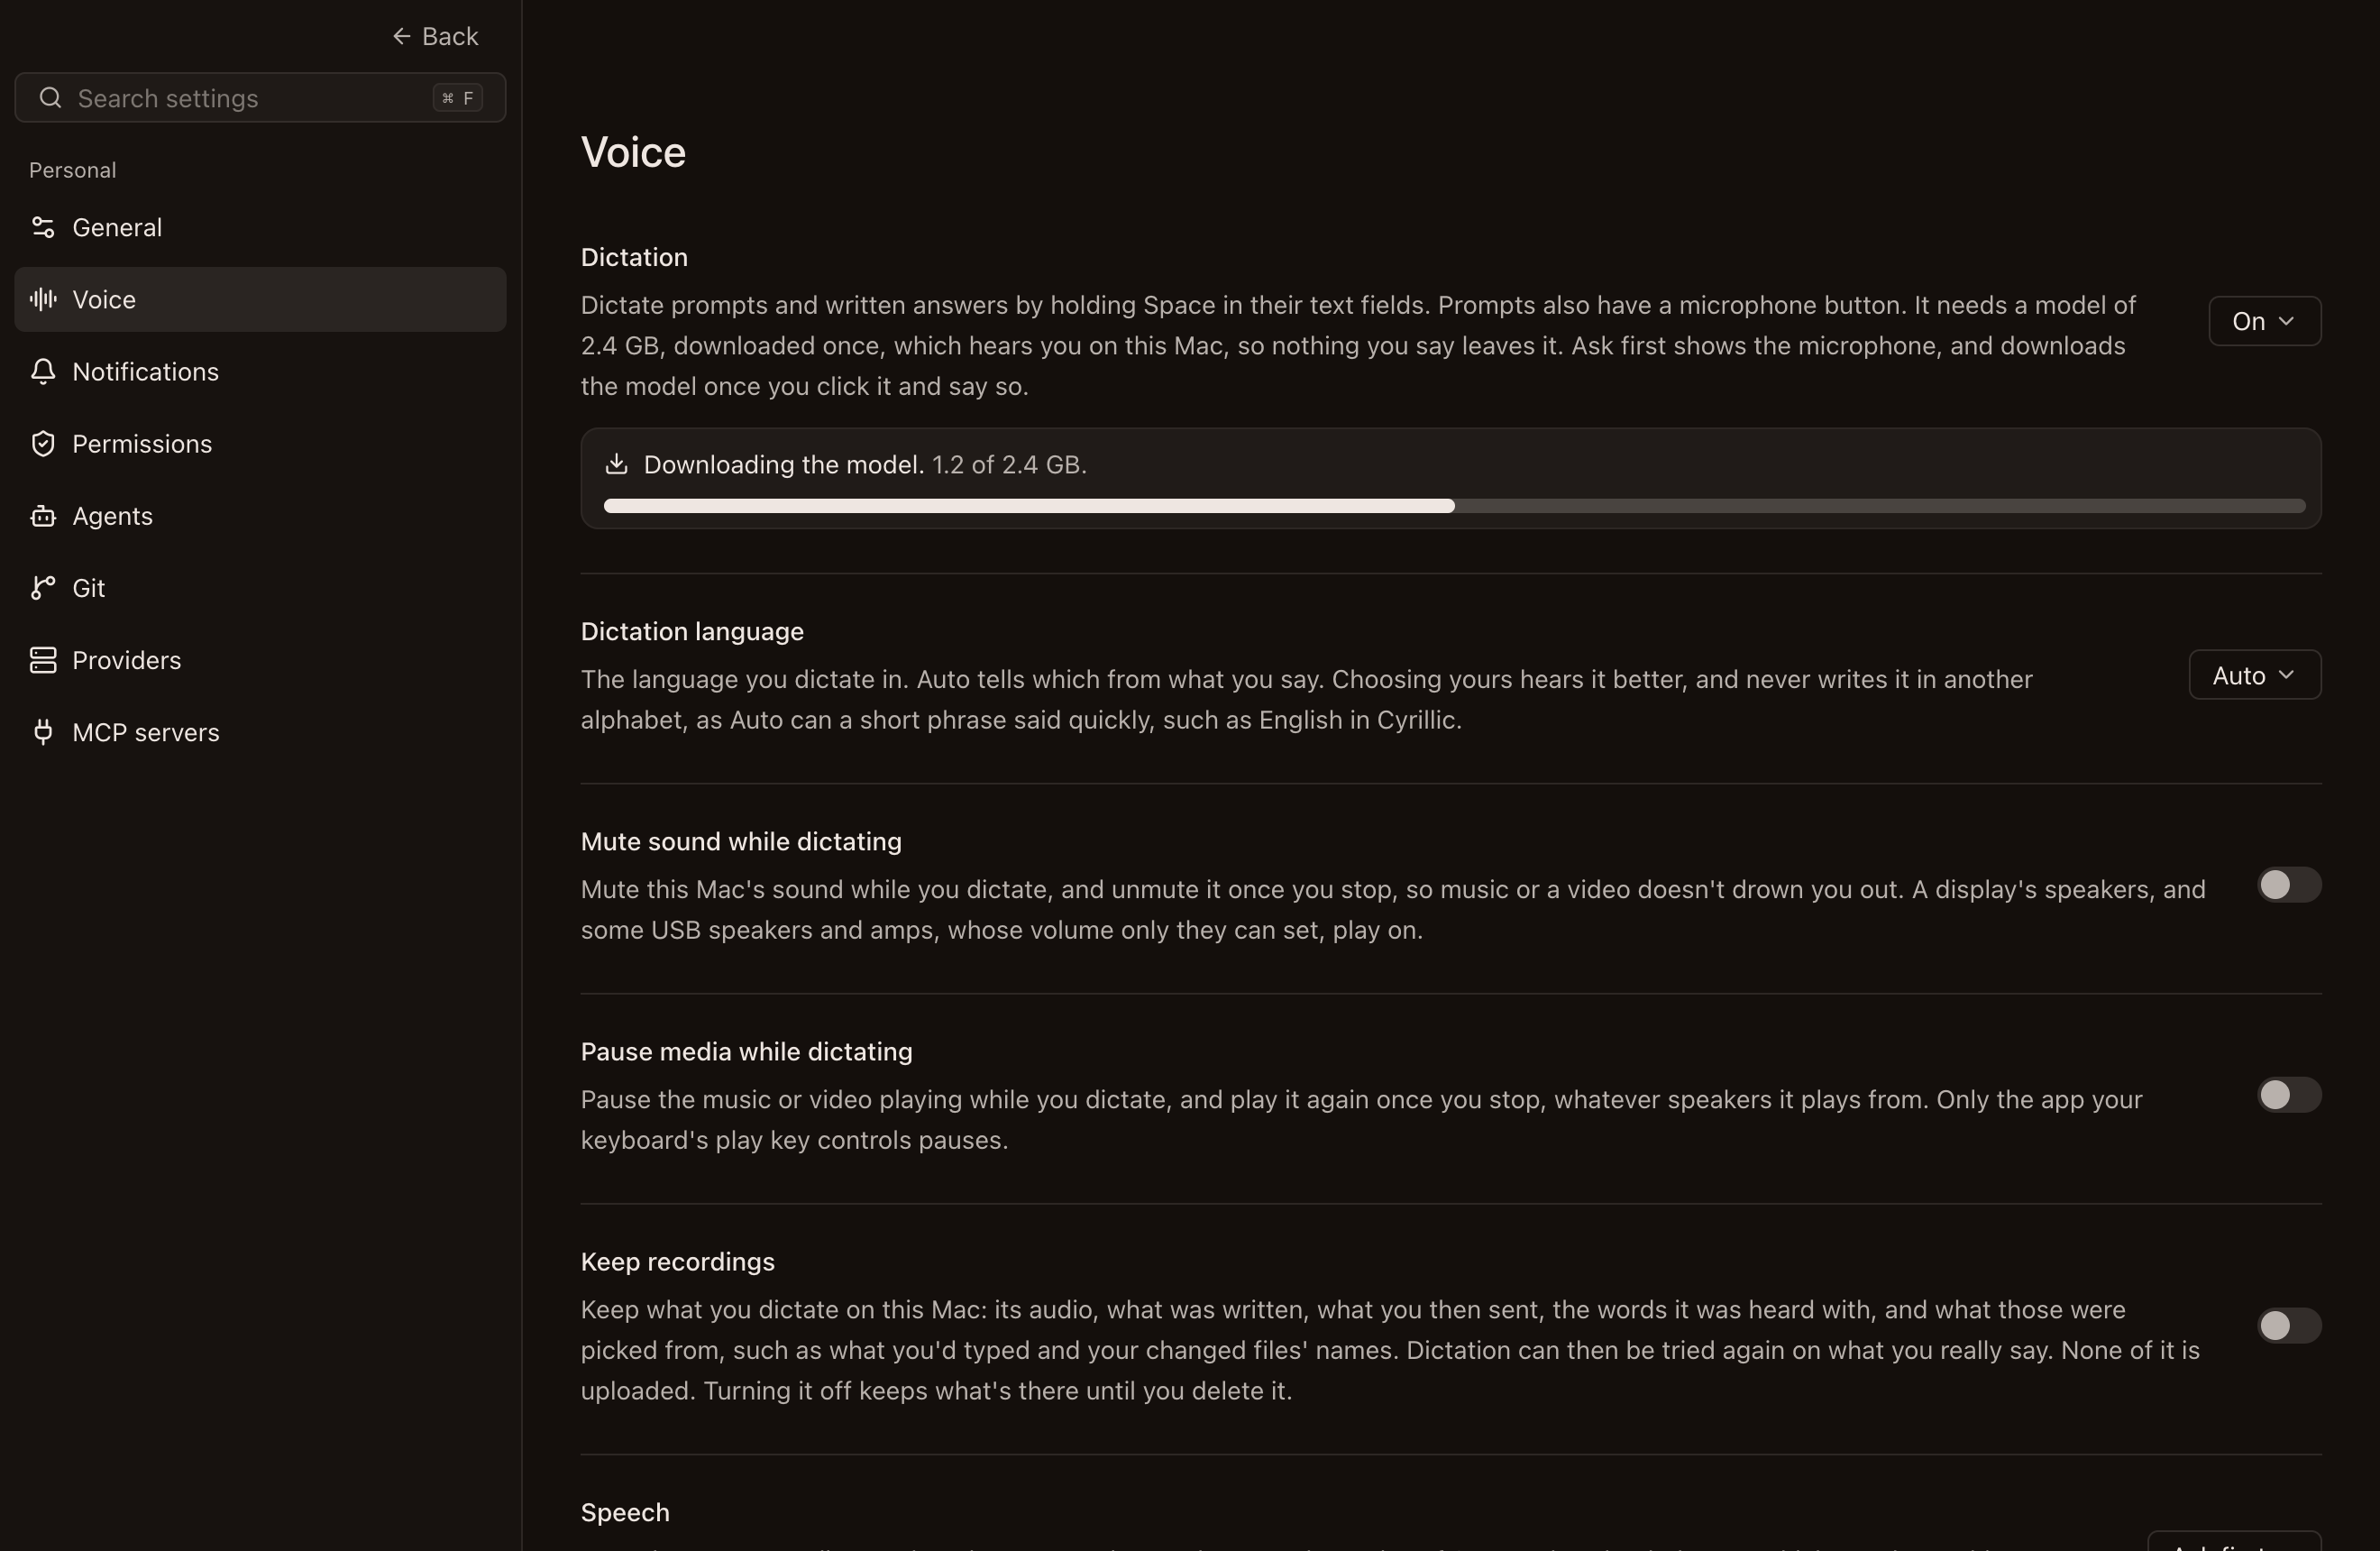 Back
Search settings
⌘ F
Personal
General
Voice
Notifications
Permissions
Agents
Git
Providers
MCP servers
Voice
Dictation
Dictate prompts and written answers by holding Space in their text fields. Prompts also have a microphone button. It needs a model of
2.4 GB, downloaded once, which hears you on this Mac, so nothing you say leaves it. Ask first shows the microphone, and downloads
the model once you click it and say so.
On
Downloading the model. 1.2 of 2.4 GB.
Dictation language
The language you dictate in. Auto tells which from what you say. Choosing yours hears it better, and never writes it in another
alphabet, as Auto can a short phrase said quickly, such as English in Cyrillic.
Auto
Mute sound while dictating
Mute this Mac's sound while you dictate, and unmute it once you stop, so music or a video doesn't drown you out. A display's speakers, and
some USB speakers and amps, whose volume only they can set, play on.
Pause media while dictating
Pause the music or video playing while you dictate, and play it again once you stop, whatever speakers it plays from. Only the app your
keyboard's play key controls pauses.
Keep recordings
Keep what you dictate on this Mac: its audio, what was written, what you then sent, the words it was heard with, and what those were
picked from, such as what you'd typed and your changed files' names. Dictation can then be tried again on what you really say. None of it is
uploaded. Turning it off keeps what's there until you delete it.
Speech